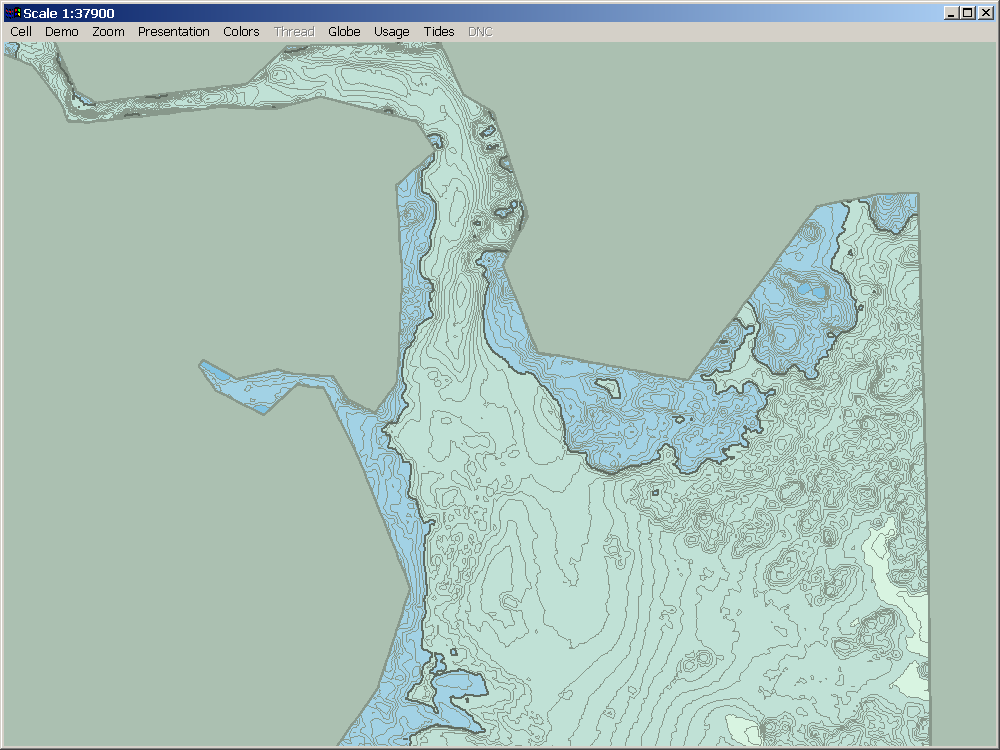 Scale 1:37900
Cell Demo Zoom Presentation Colors Thread Globe Usage Tides DNC